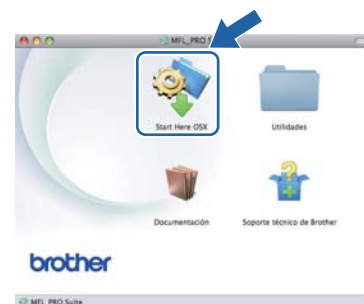 MFL_PRO S
Start Here OSX
Utilidades
Documentación
Soporte técnico de Brother
brother
MFL_PRO Suite